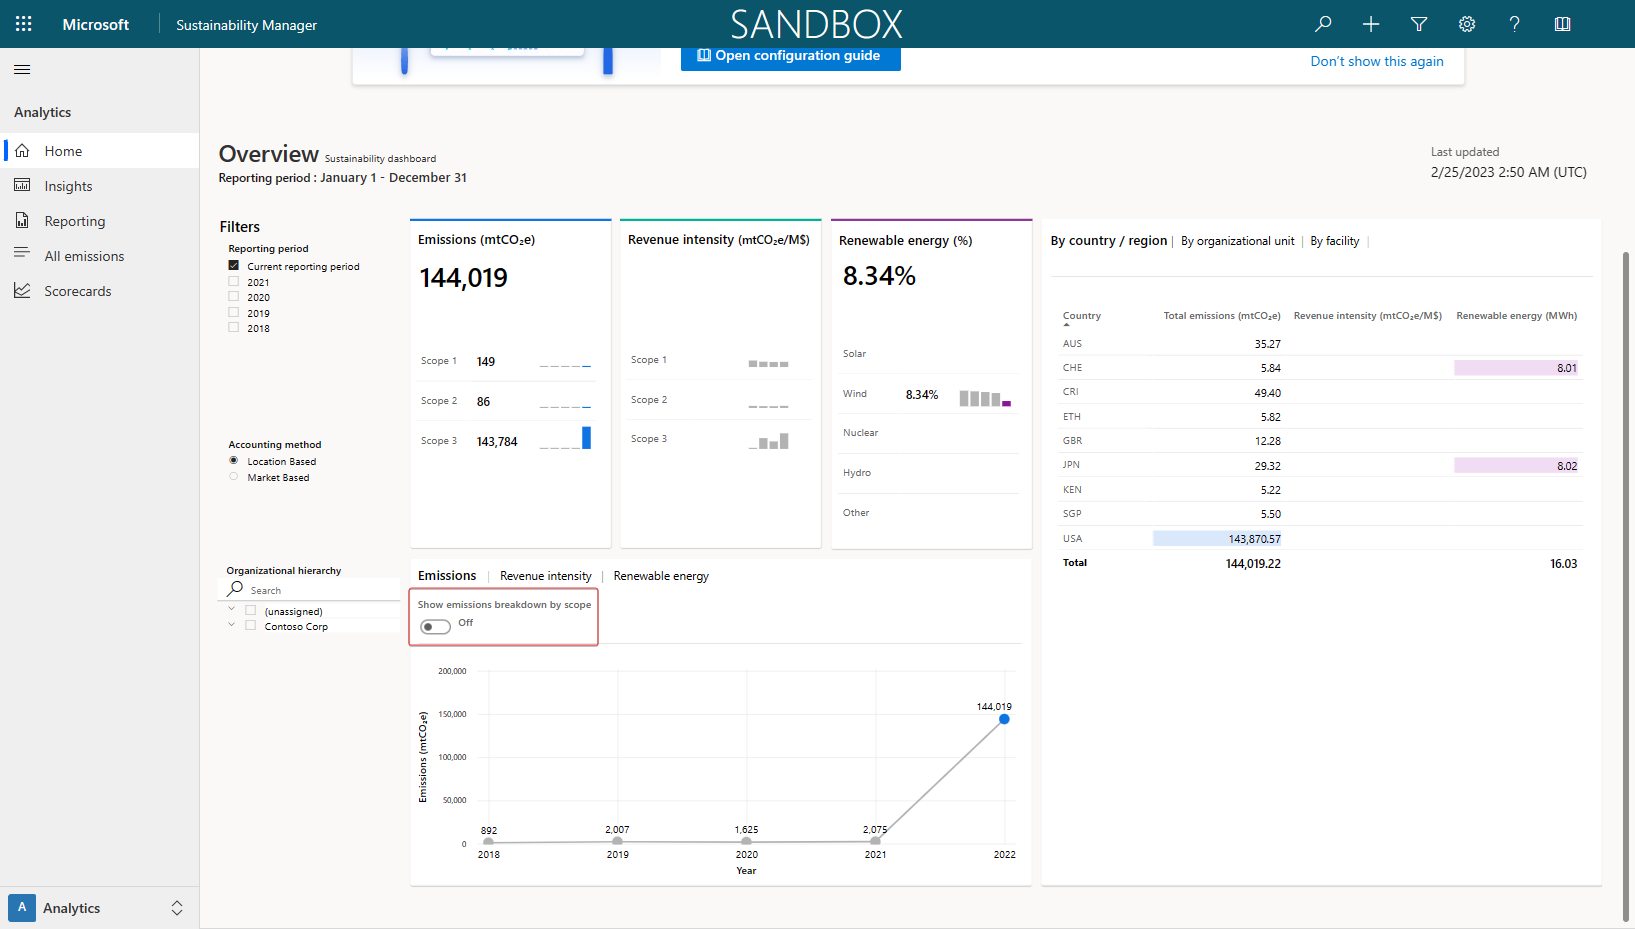 Microsoft
Sustainability Manager
SANDBOX
Open configuration guide
Don't show this again
Analytics
Home
Insights
Reporting
All emissions
Scorecards
Overview Sustainability dashboard
Reporting period : January 1 - December 31
Last updated
2/25/2023 2:50 AM (UTC)
Filters
Reporting period
Current reporting period
2021
2020
2019
2018
Accounting method
Location Based
Market Based
Organizational hierarchy
Search
(unassigned)
Contoso Corp
Emissions (mtCO₂e)
144,019
Scope 1 149
Scope 2 86
Scope 3 143,784
Revenue intensity (mtCO₂e/M$)
Scope 1
Scope 2
Scope 3
Renewable energy (%)
8.34%
Solar
Wind 8.34%
Nuclear
Hydro
Other
By country / region | By organizational unit | By facility |
Country Total emissions (mtCO₂e) Revenue intensity (mtCO₂e/M$) Renewable energy (MWh)
AUS 35.27
CHE 5.84 8.01
CRI 49.40
ETH 5.82
GBR 12.28
JPN 29.32 8.02
KEN 5.22
SGP 5.50
USA 143,870.57
Total 144,019.22 16.03
Emissions | Revenue intensity | Renewable energy
Show emissions breakdown by scope
Off
200,000
150,000
100,000
50,000
0
Emissions (mtCO₂e)
892
2,007
1,625
2,075
144,019
2018 2019 2020 2021 2022
Year
A Analytics